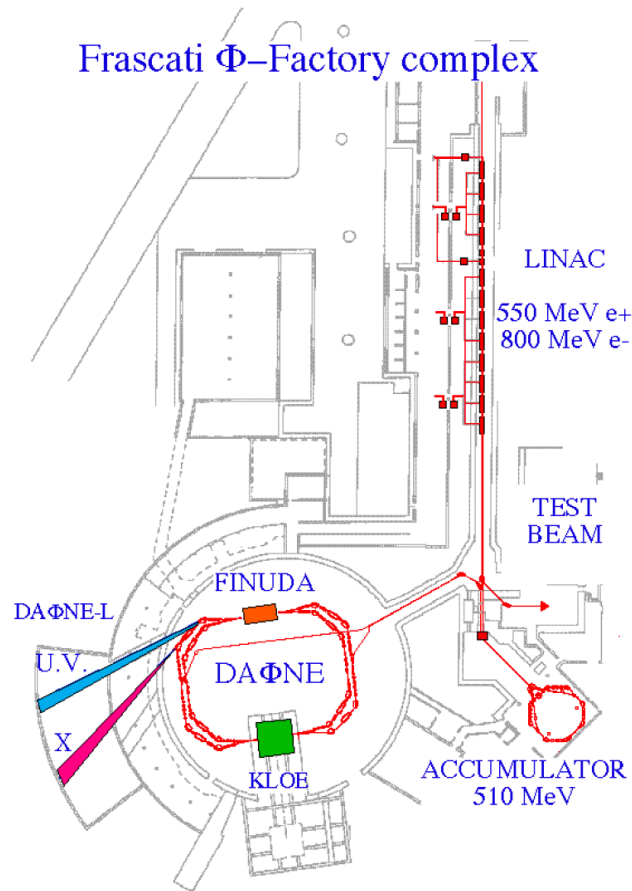 Frascati Φ–Factory complex
LINAC
550 MeV e+
800 MeV e-
TEST
BEAM
FINUDA
DAΦNE-L
U.V.
DAΦNE
X
KLOE
ACCUMULATOR
510 MeV